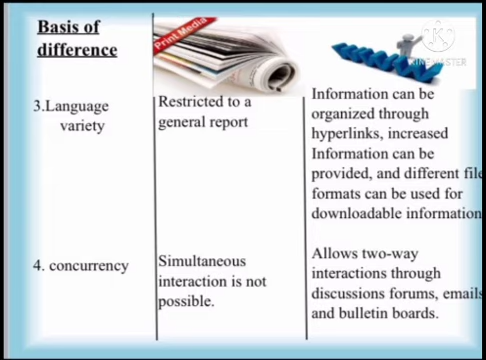 Basis of
difference
Print Media
KINEMASTER
3.Language
variety
Restricted to a
general report
Information can be
organized through
hyperlinks, increased
Information can be
provided, and different file
formats can be used for
downloadable information
4. concurrency
Simultaneous
interaction is not
possible.
Allows two-way
interactions through
discussions forums, emails
and bulletin boards.